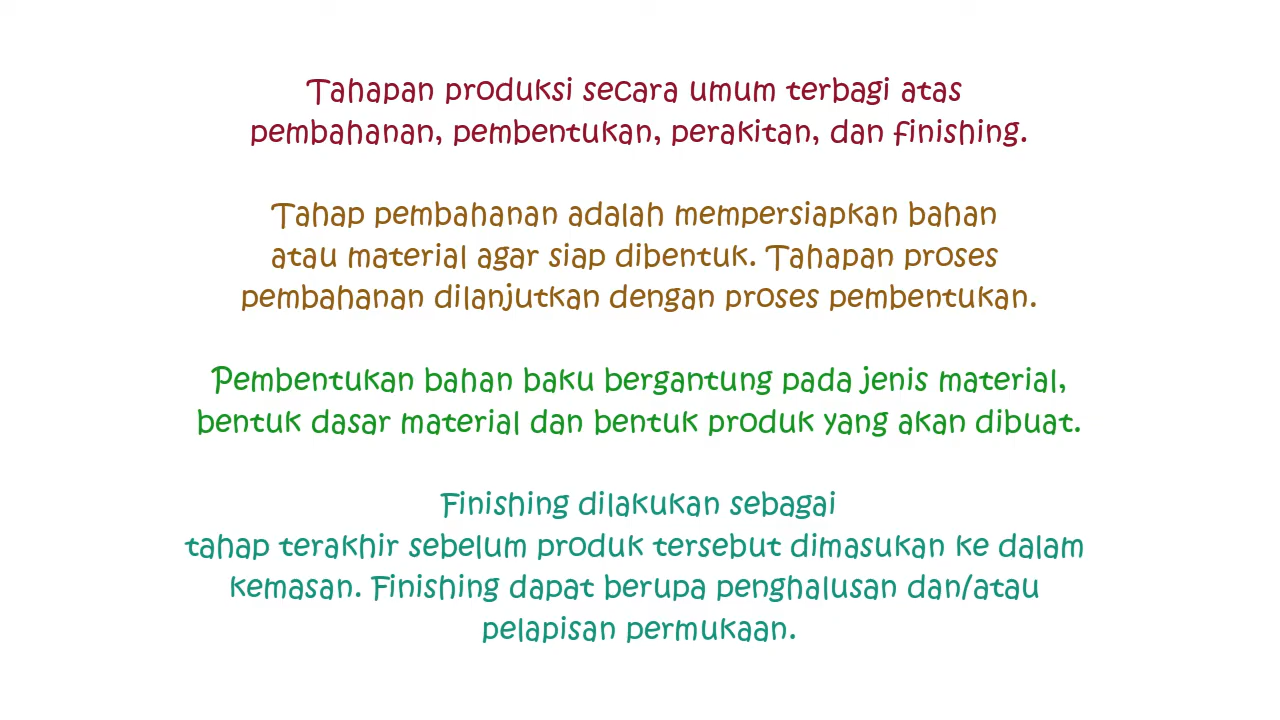 Tahapan produksi secara umum terbagi atas
pembahanan, pembentukan, perakitan, dan finishing.
Tahap pembahanan adalah mempersiapkan bahan
atau material agar siap dibentuk. Tahapan proses
pembahanan dilanjutkan dengan proses pembentukan.
Pembentukan bahan baku bergantung pada jenis material,
bentuk dasar material dan bentuk produk yang akan dibuat.
Finishing dilakukan sebagai
tahap terakhir sebelum produk tersebut dimasukan ke dalam
kemasan. Finishing dapat berupa penghalusan dan/atau
pelapisan permukaan.